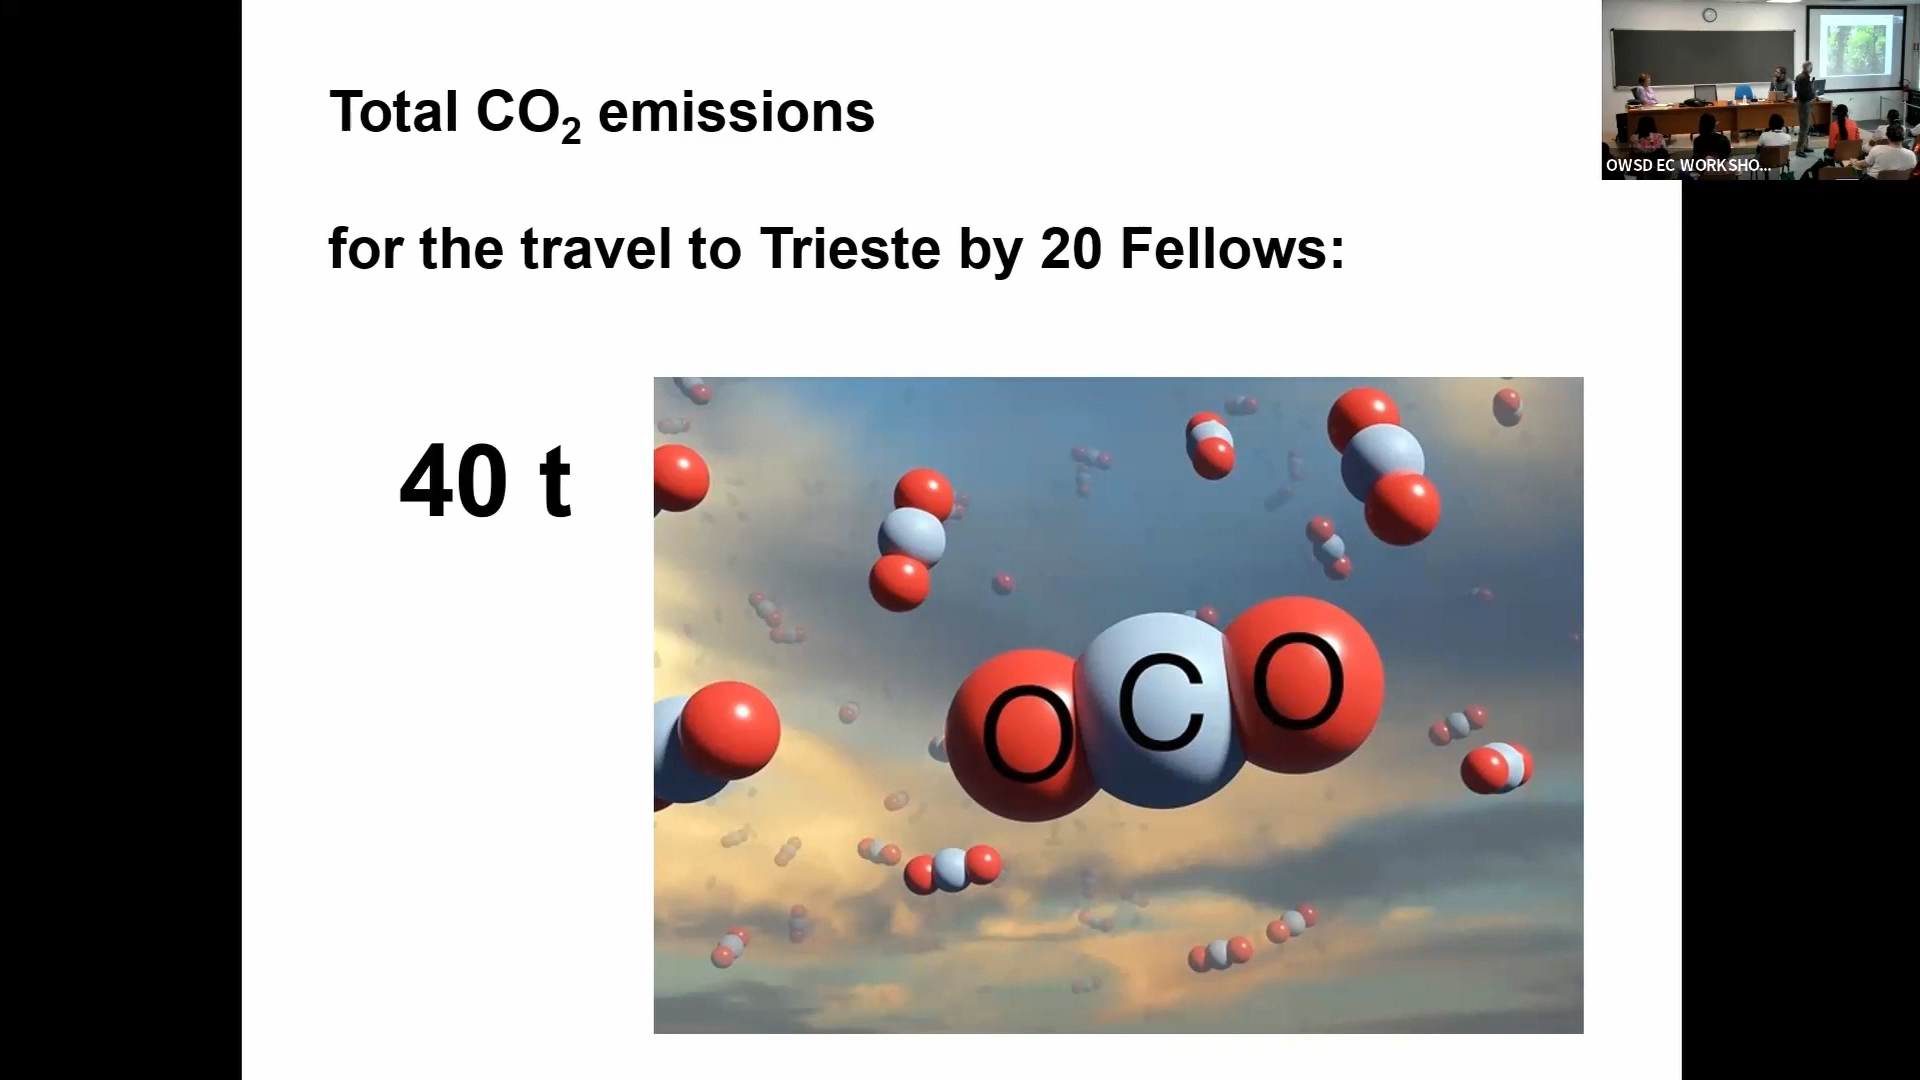 Total CO₂ emissions
for the travel to Trieste by 20 Fellows:
40 t
O C O
OWSD EC WORKSHO...